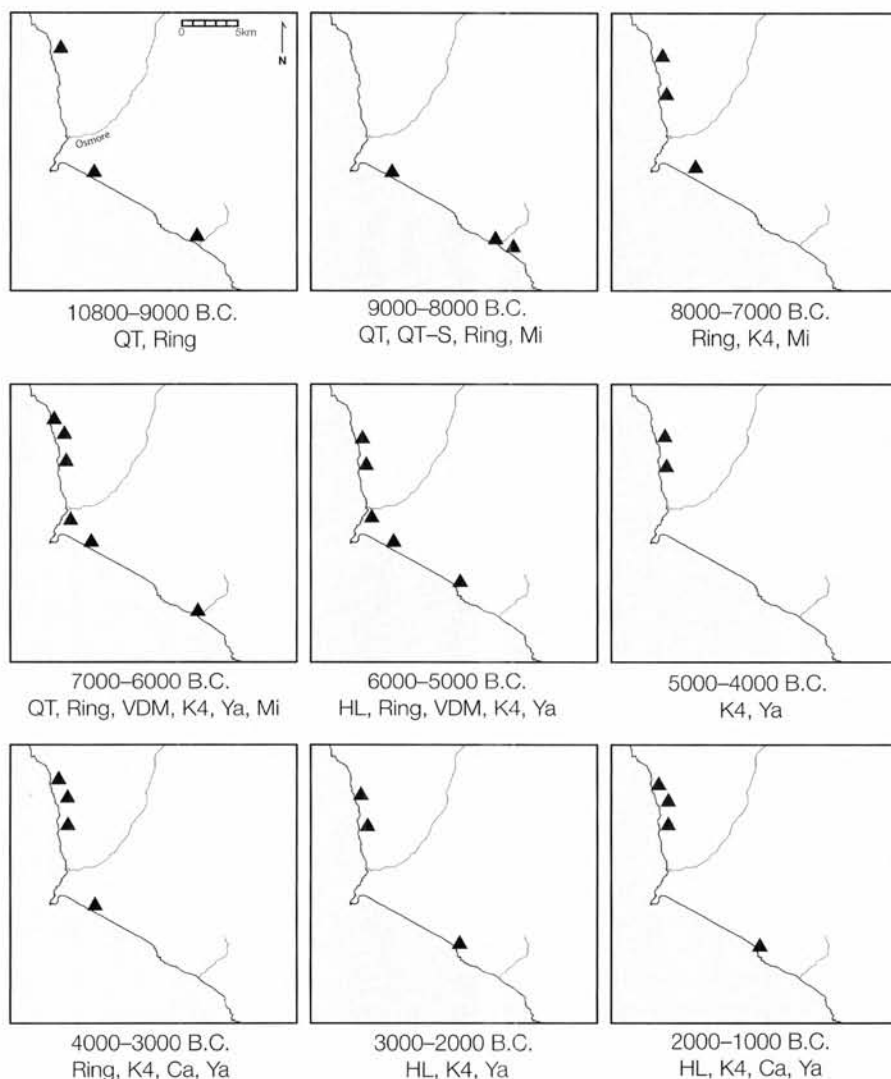 0 5km
N
Osmore
10800–9000 B.C.
QT, Ring
9000–8000 B.C.
QT, QT–S, Ring, Mi
8000–7000 B.C.
Ring, K4, Mi
7000–6000 B.C.
QT, Ring, VDM, K4, Ya, Mi
6000–5000 B.C.
HL, Ring, VDM, K4, Ya
5000–4000 B.C.
K4, Ya
4000–3000 B.C.
Ring, K4, Ca, Ya
3000–2000 B.C.
HL, K4, Ya
2000–1000 B.C.
HL, K4, Ca, Ya